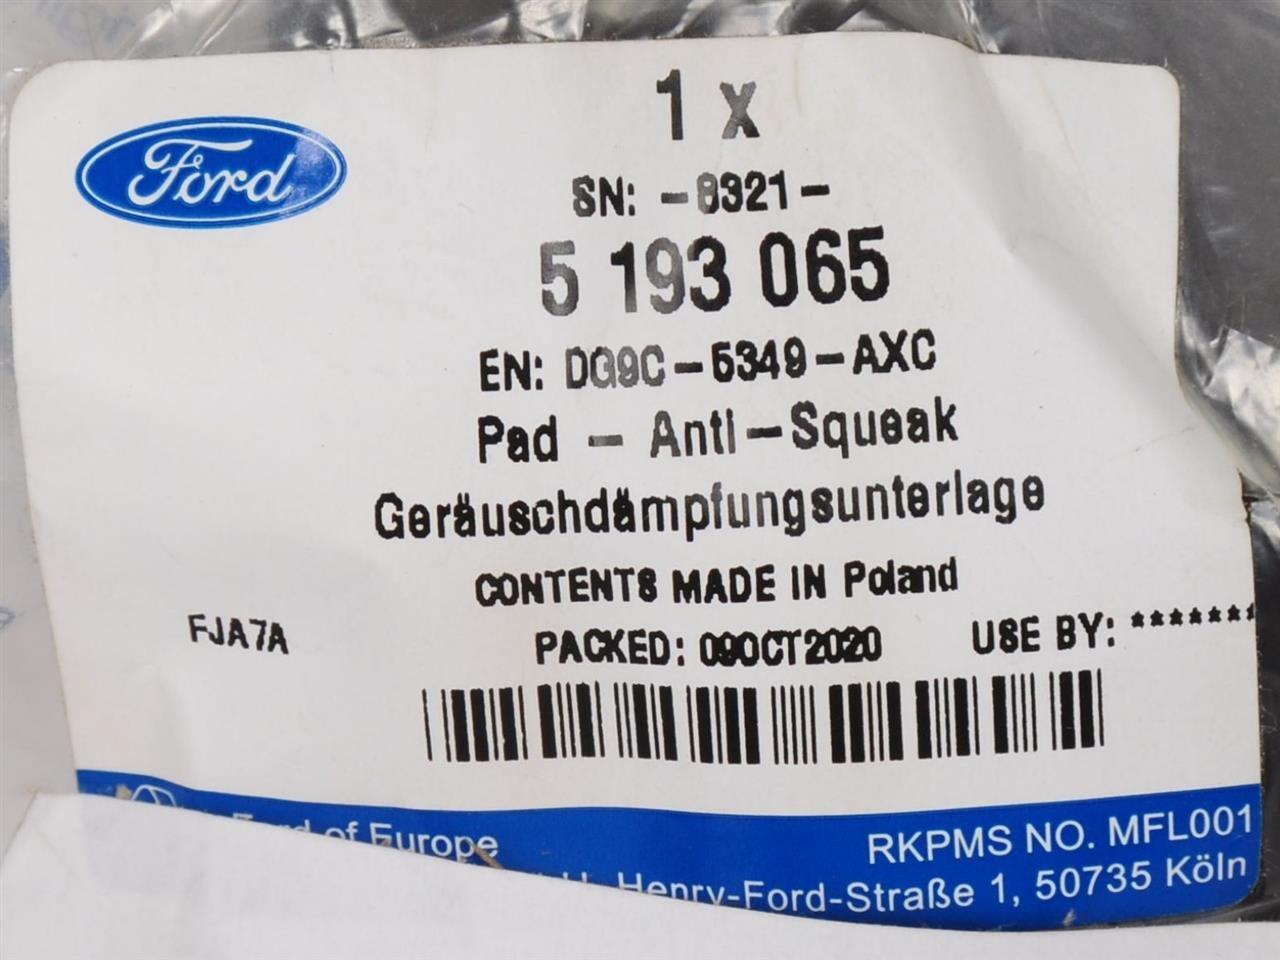 Ford
1 x
SN: -8321-
5 193 065
EN: DG9C-5349-AXC
Pad - Anti-Squeak
Geräuschdämpfungsunterlage
CONTENTS MADE IN Poland
FJA7A PACKED: 09OCT2020 USE BY: *******
Ford of Europe
RKPMS NO. MFL001
Henry-Ford-Straße 1, 50735 Köln